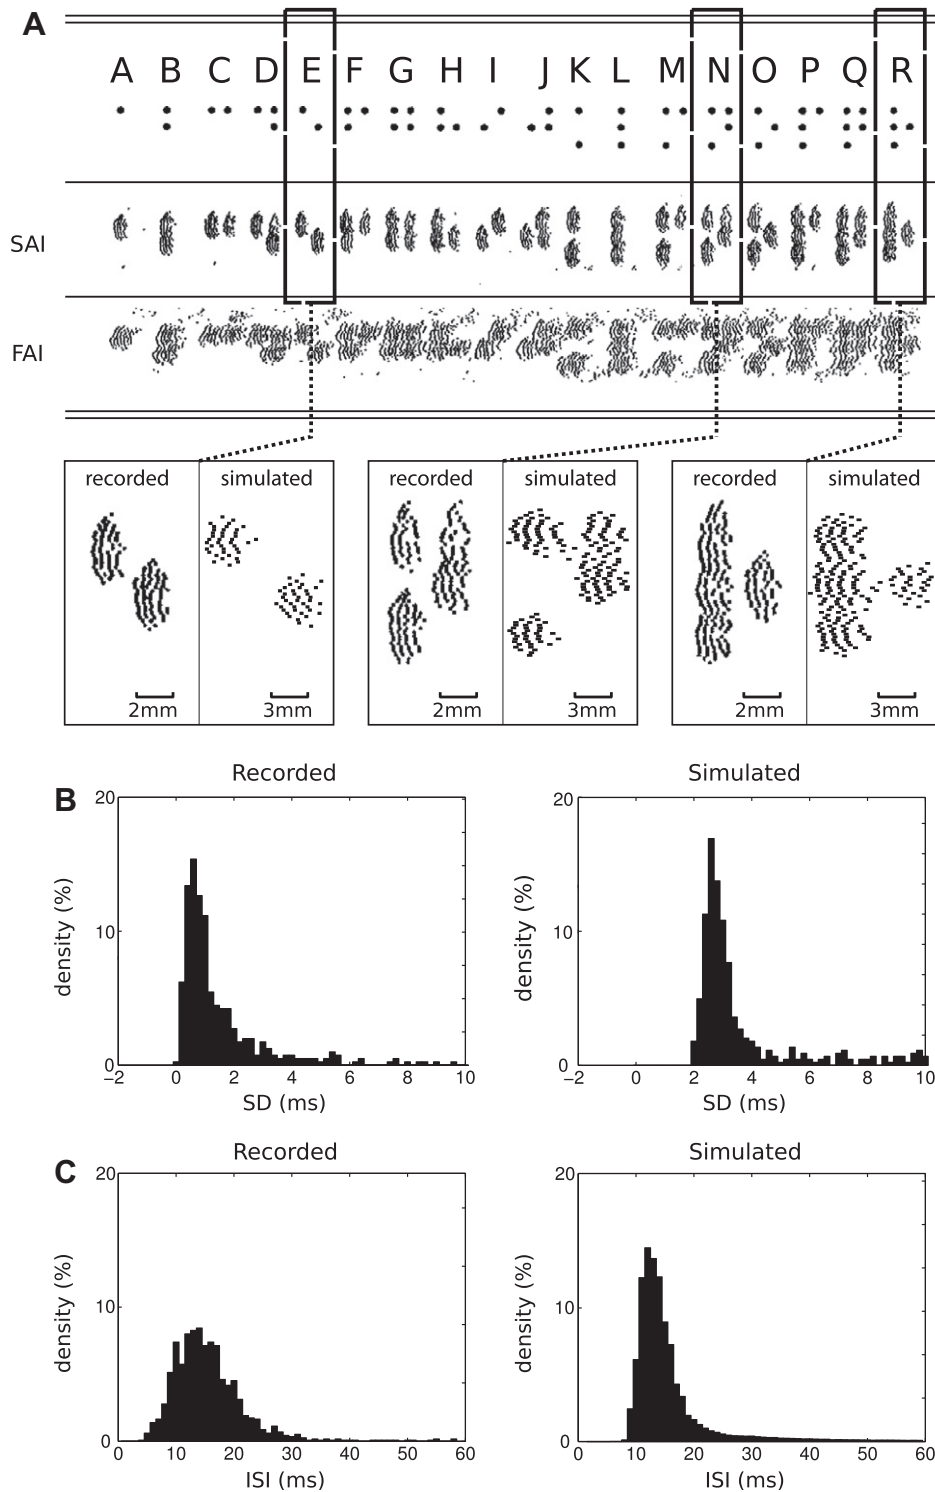 A
A B C D E F G H I J K L M N O P Q R
SAI
FAI
recorded simulated recorded simulated recorded simulated
2mm 3mm 2mm 3mm 2mm 3mm
B
Recorded Simulated
20 20
10 10
0 0
density (%) density (%)
−2 0 2 4 6 8 10 −2 0 2 4 6 8 10
SD (ms) SD (ms)
C
Recorded Simulated
20 20
10 10
0 0
density (%) density (%)
0 10 20 30 40 50 60 0 10 20 30 40 50 60
ISI (ms) ISI (ms)